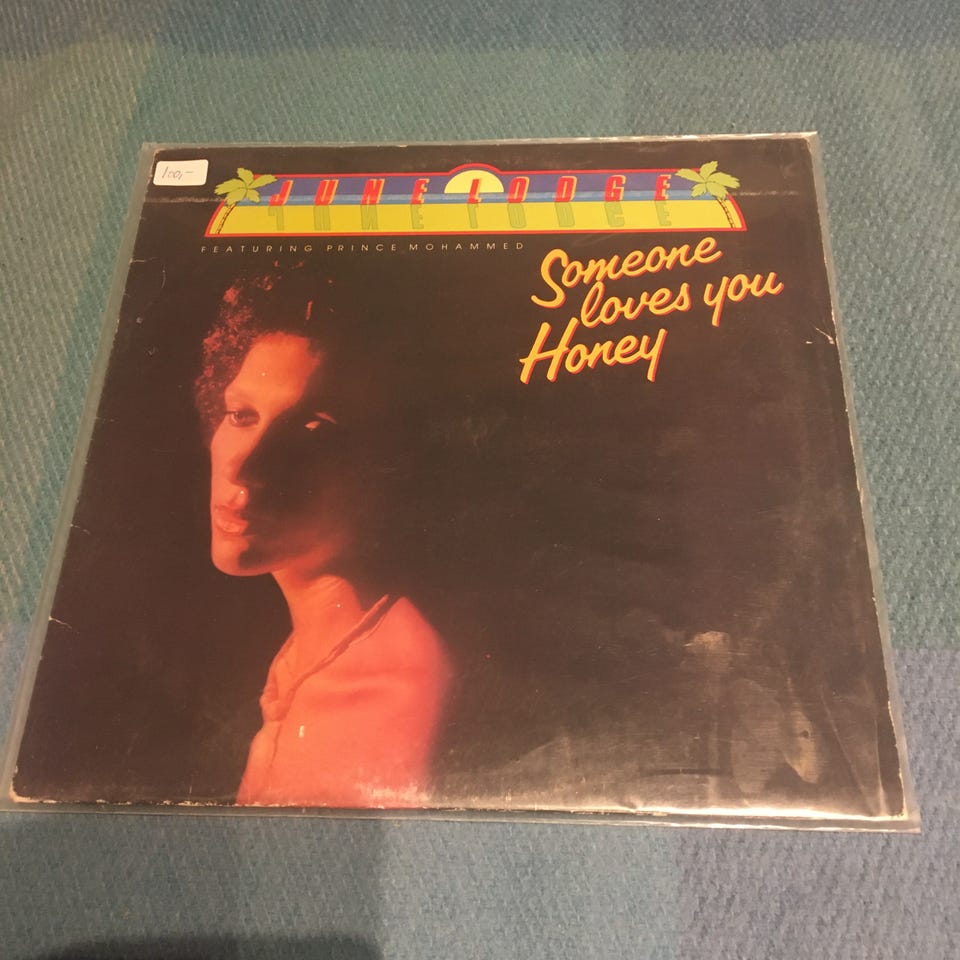 100,-
JUNE LODGE
FEATURING PRINCE MOHAMMED
Someone
loves you
Honey